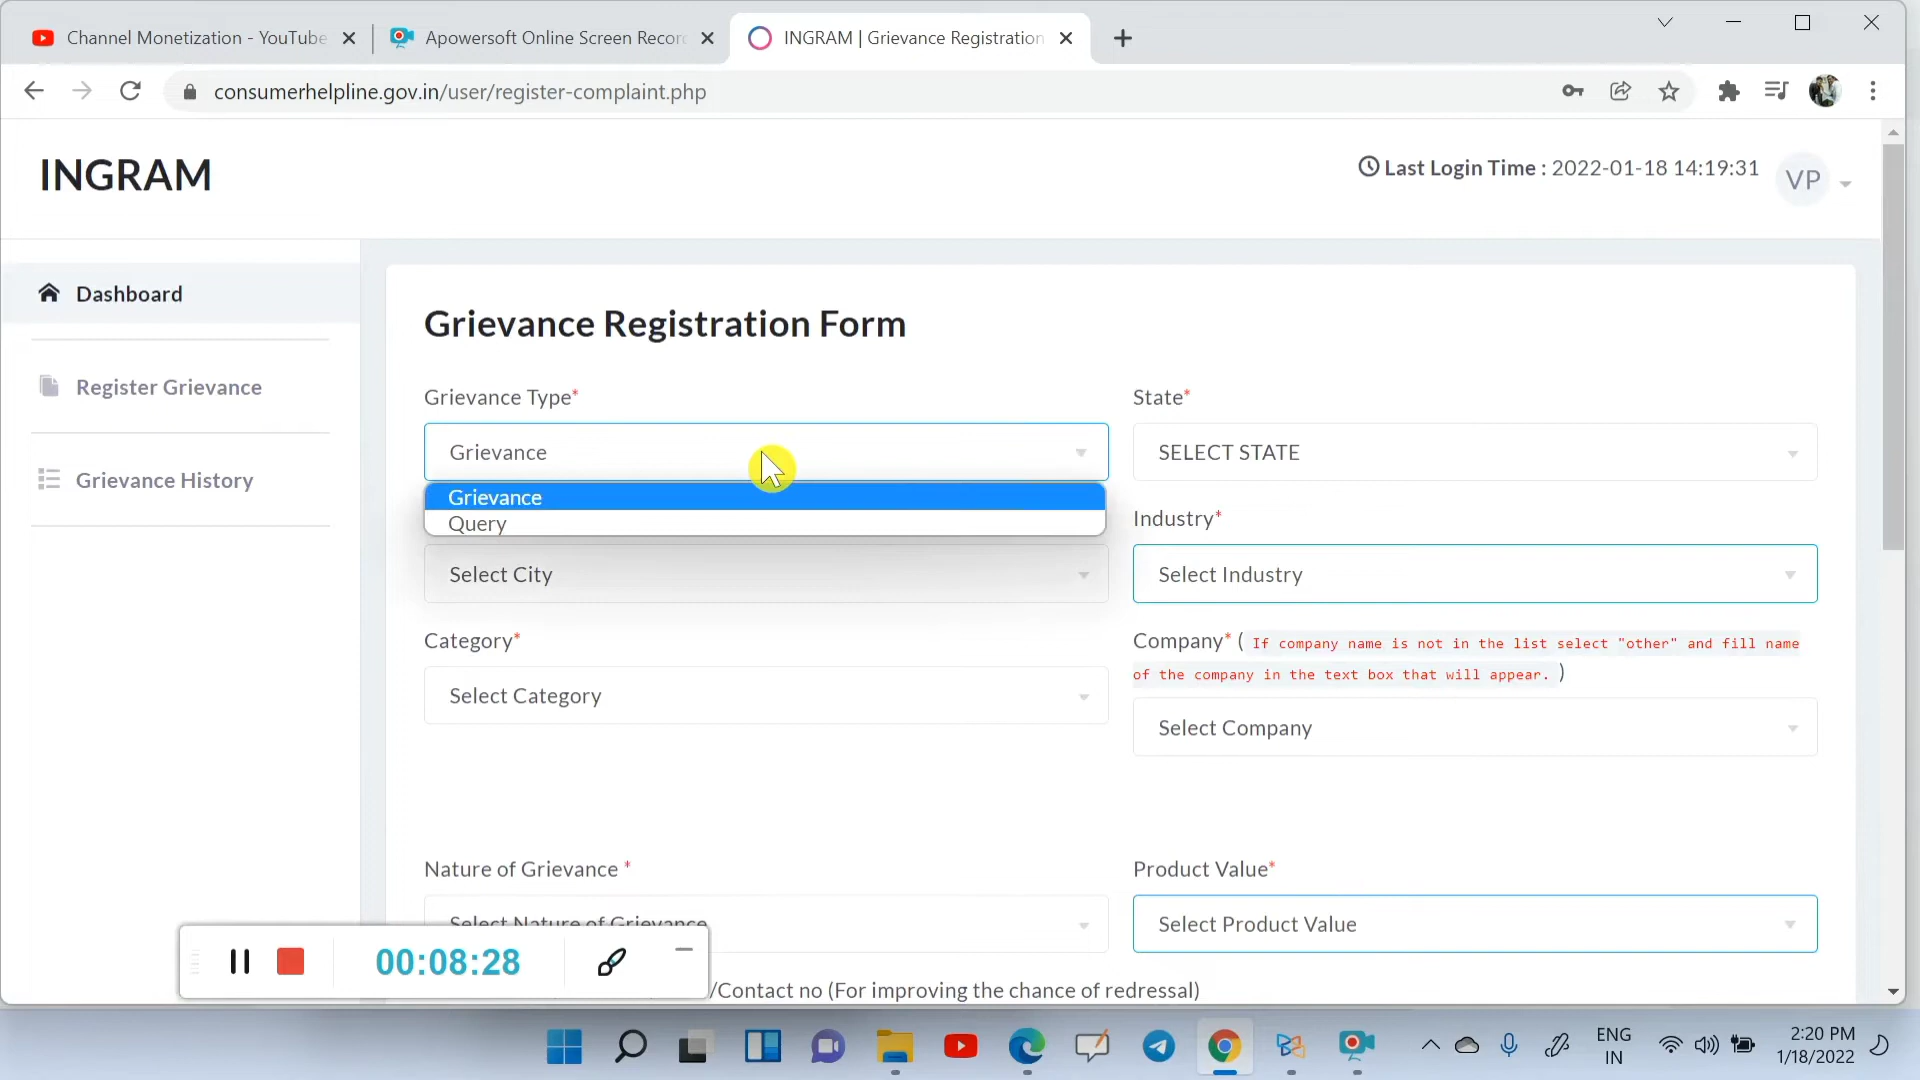 Channel Monetization - YouTube
Apowersoft Online Screen Recor
INGRAM | Grievance Registration
consumerhelpline.gov.in/user/register-complaint.php
INGRAM
Last Login Time : 2022-01-18 14:19:31
VP
Dashboard
Register Grievance
Grievance History
Grievance Registration Form
Grievance Type*
State*
Grievance
SELECT STATE
Grievance
Query
Industry*
Select City
Select Industry
Category*
Company* ( If company name is not in the list select "other" and fill name
of the company in the text box that will appear. )
Select Category
Select Company
Nature of Grievance *
Product Value*
Select Nature of Grievance
Select Product Value
00:08:28
/Contact no (For improving the chance of redressal)
ENG
IN
2:20 PM
1/18/2022